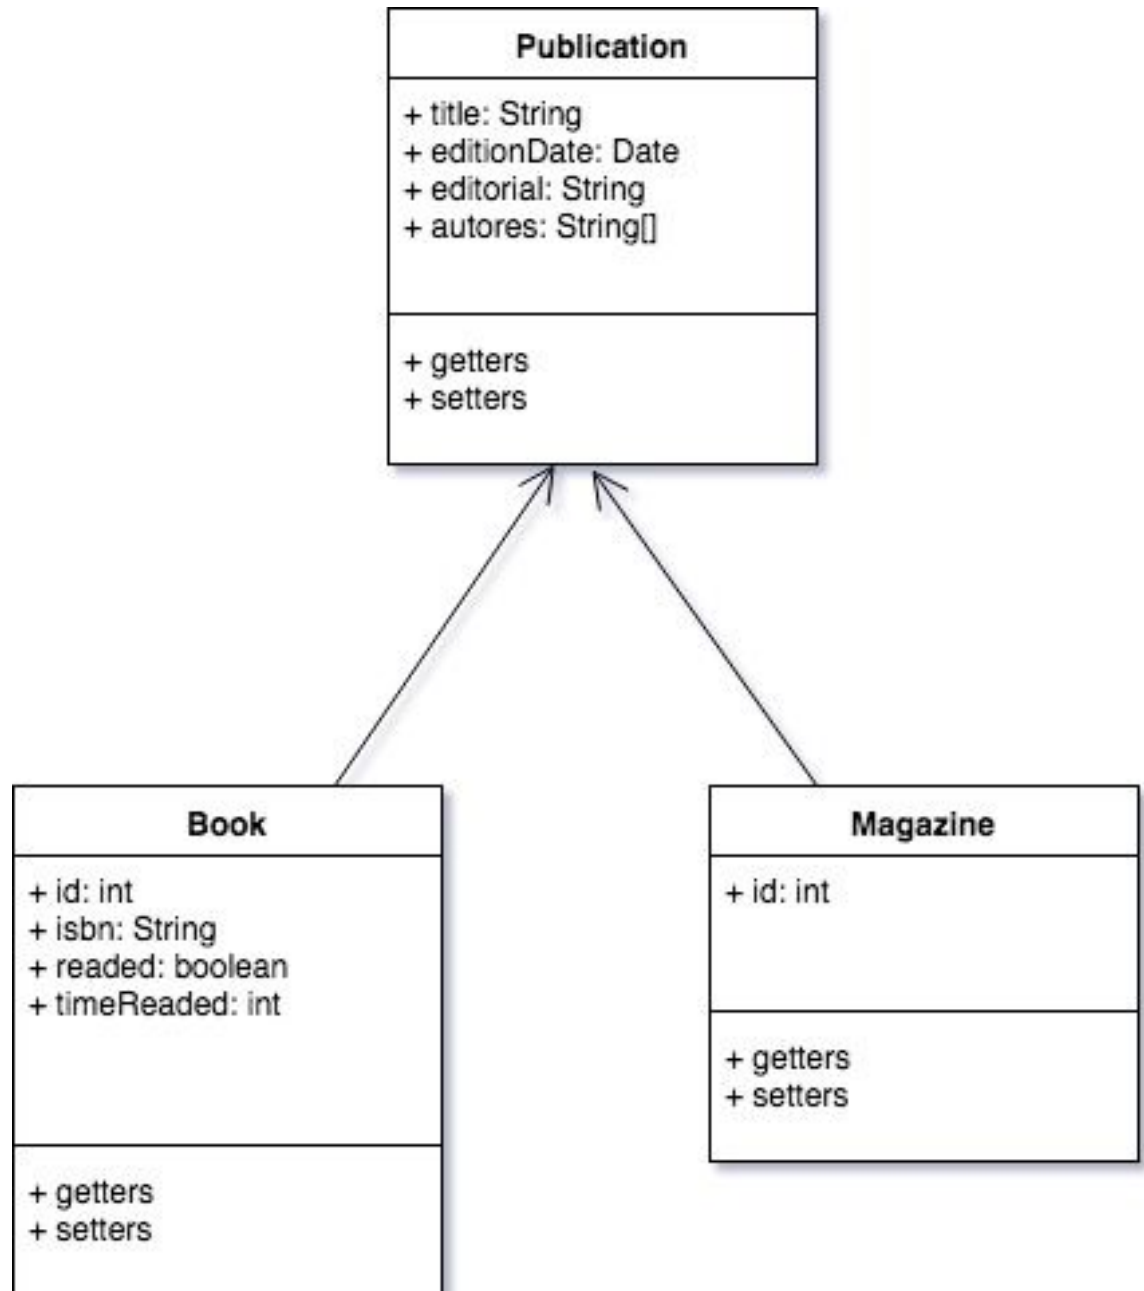 Publication
+ title: String
+ editionDate: Date
+ editorial: String
+ autores: String[]
+ getters
+ setters
Book
+ id: int
+ isbn: String
+ readed: boolean
+ timeReaded: int
+ getters
+ setters
Magazine
+ id: int
+ getters
+ setters